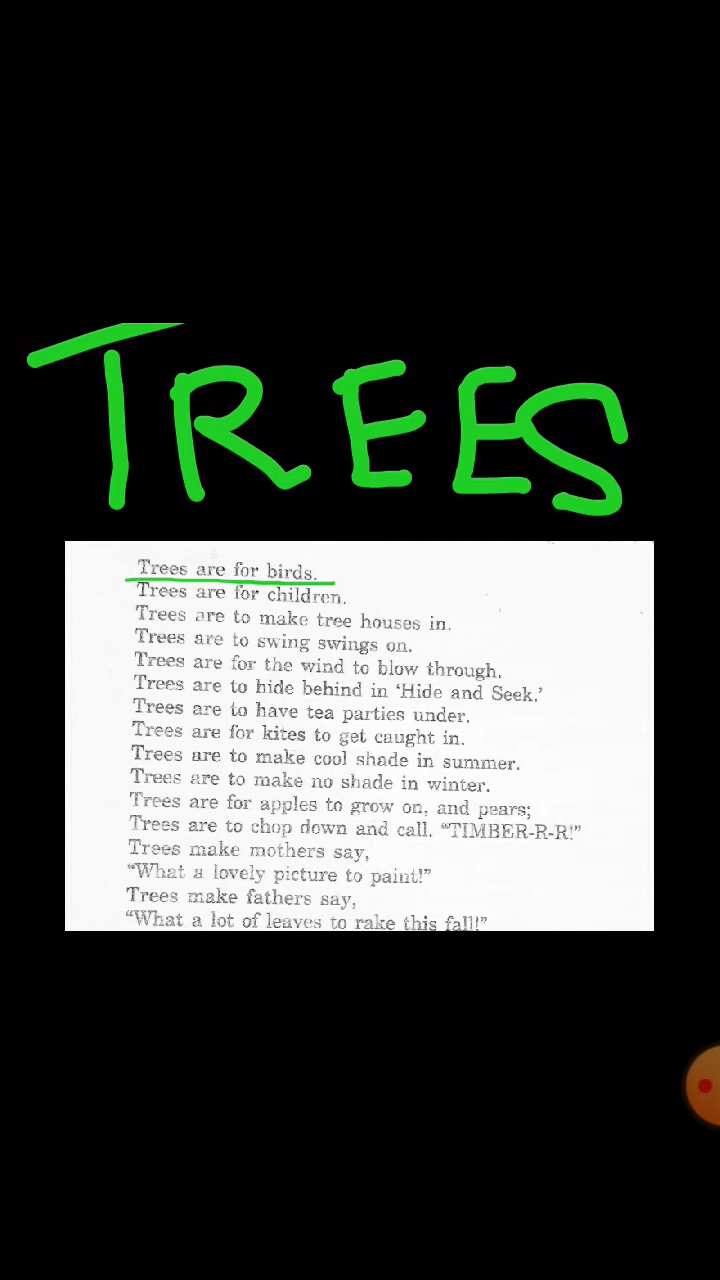 TREES
Trees are for birds.
Trees are for children.
Trees are to make tree houses in.
Trees are to swing swings on.
Trees are for the wind to blow through.
Trees are to hide behind in ‘Hide and Seek.’
Trees are to have tea parties under.
Trees are for kites to get caught in.
Trees are to make cool shade in summer.
Trees are to make no shade in winter.
Trees are for apples to grow on, and pears;
Trees are to chop down and call, “TIMBER-R-R!”
Trees make mothers say,
“What a lovely picture to paint!”
Trees make fathers say,
“What a lot of leaves to rake this fall!”